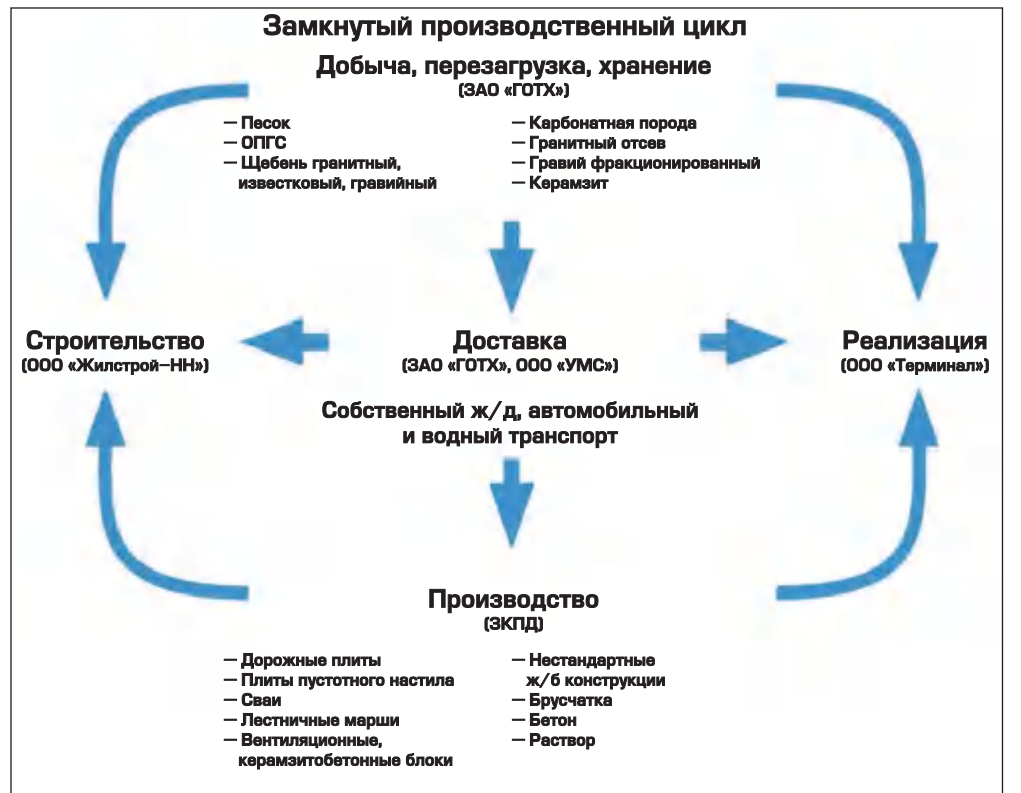 Замкнутый производственный цикл
Добыча, перезагрузка, хранение
(ЗАО «ГОТХ»)
— Песок
— ОПГС
— Щебень гранитный,
известковый, гравийный
— Карбонатная порода
— Гранитный отсев
— Гравий фракционированный
— Керамзит
Строительство
(ООО «Жилстрой-НН»)
Доставка
(ЗАО «ГОТХ», ООО «УМС»)
Реализация
(ООО «Терминал»)
Собственный ж/д, автомобильный
и водный транспорт
Производство
(ЗКПД)
— Дорожные плиты
— Плиты пустотного настила
— Сваи
— Лестничные марши
— Вентиляционные,
керамзитобетонные блоки
— Нестандартные
ж/б конструкции
— Брусчатка
— Бетон
— Раствор